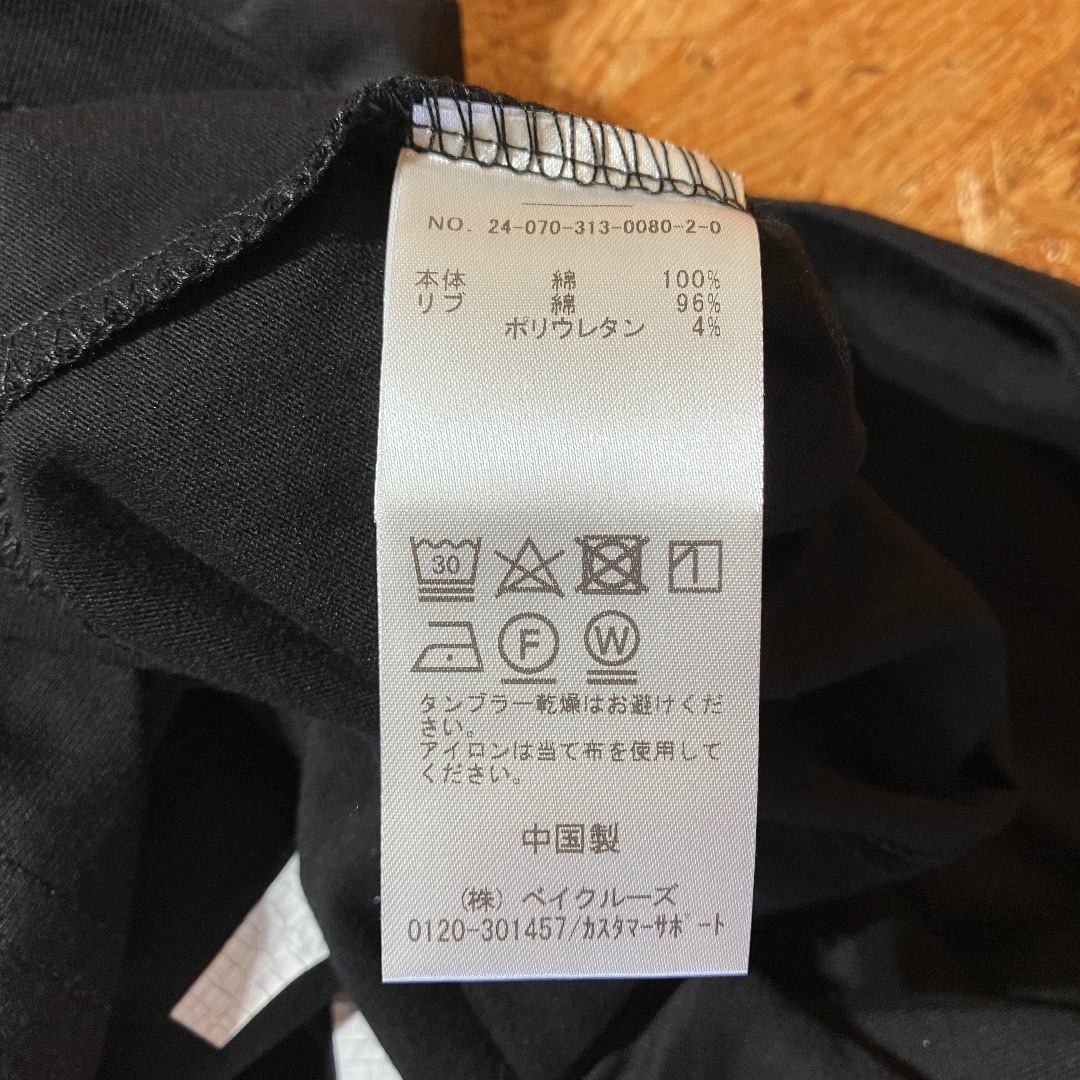 NO. 24-070-313-0080-2-0
本体 綿 100%
リブ 綿 96%
ポリウレタン 4%
30
F W
タンブラー乾燥はお避けくだ
さい。
アイロンは当て布を使用して
ください。
中国製
(株) ベイクルーズ
0120-301457/ｶｽﾀﾏｰｻﾎﾟｰﾄ